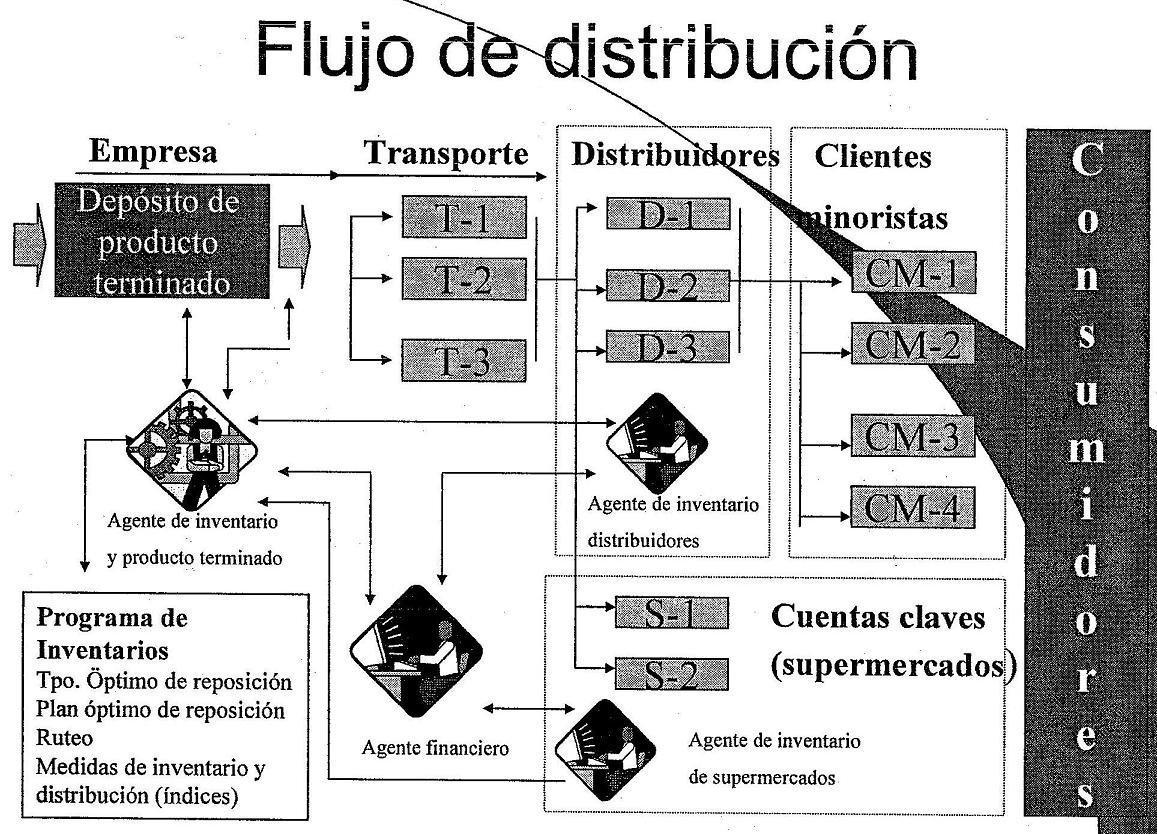 Flujo de distribución
Empresa
Transporte
Distribuidores
Clientes
minoristas
Depósito de
producto
terminado
T-1
T-2
T-3
D-1
D-2
D-3
CM-1
CM-2
CM-3
CM-4
Agente de inventario
y producto terminado
Agente de inventario
distribuidores
Programa de
Inventarios
Tpo. Öptimo de reposición
Plan óptimo de reposición
Ruteo
Medidas de inventario y
distribución (índices)
Agente financiero
S-1
S-2
Cuentas claves
(supermercados)
Agente de inventario
de supermercados
Consumidores